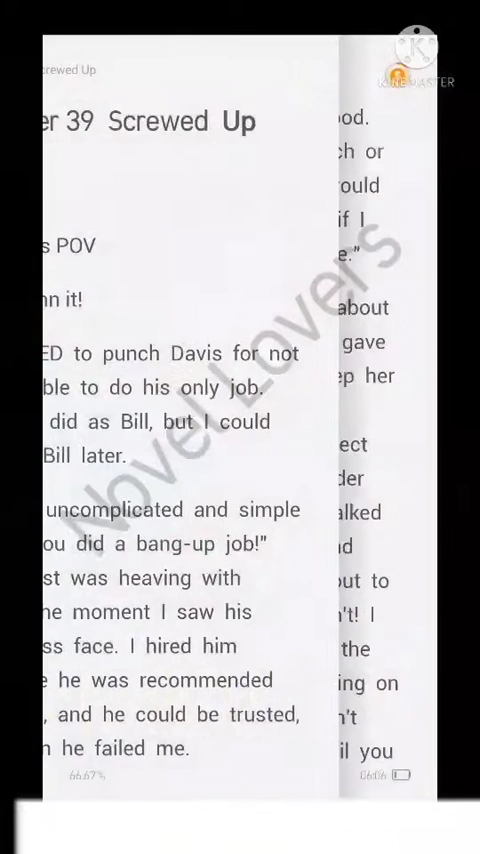 crewed Up
er 39 Screwed Up
s POV
nn it!
ED to punch Davis for not
ble to do his only job.
did as Bill, but I could
Bill later.
uncomplicated and simple
ou did a bang-up job!"
st was heaving with
he moment I saw his
ss face. I hired him
e he was recommended
, and he could be trusted,
n he failed me.
66.67%
ood.
ch or
ould
if I
e."
about
gave
ep her
ect
der
alked
nd
out to
n't! I
the
ing on
n't
il you
06:06
Novel Lovers
KINEMASTER